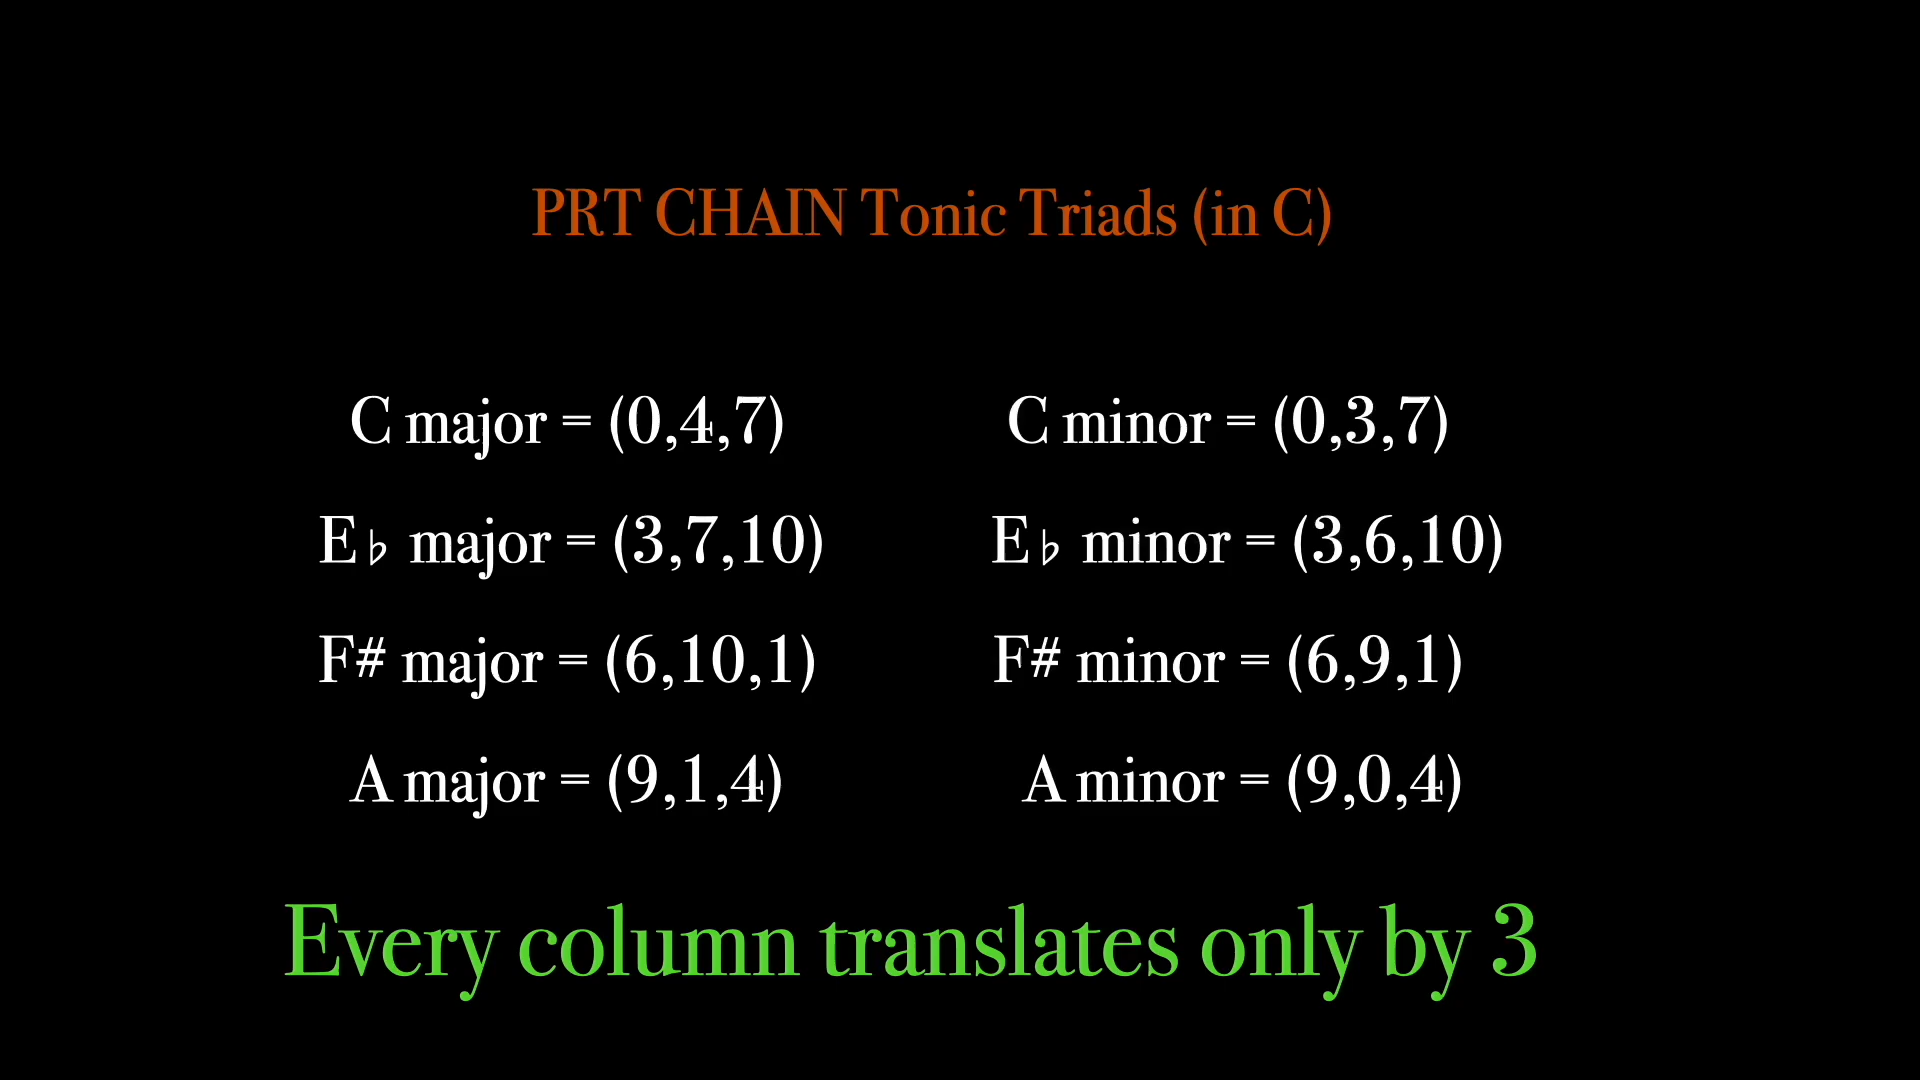 PRT CHAIN Tonic Triads (in C)
C major = (0,4,7) C minor = (0,3,7)
E♭ major = (3,7,10) E♭ minor = (3,6,10)
F# major = (6,10,1) F# minor = (6,9,1)
A major = (9,1,4) A minor = (9,0,4)
Every column translates only by 3